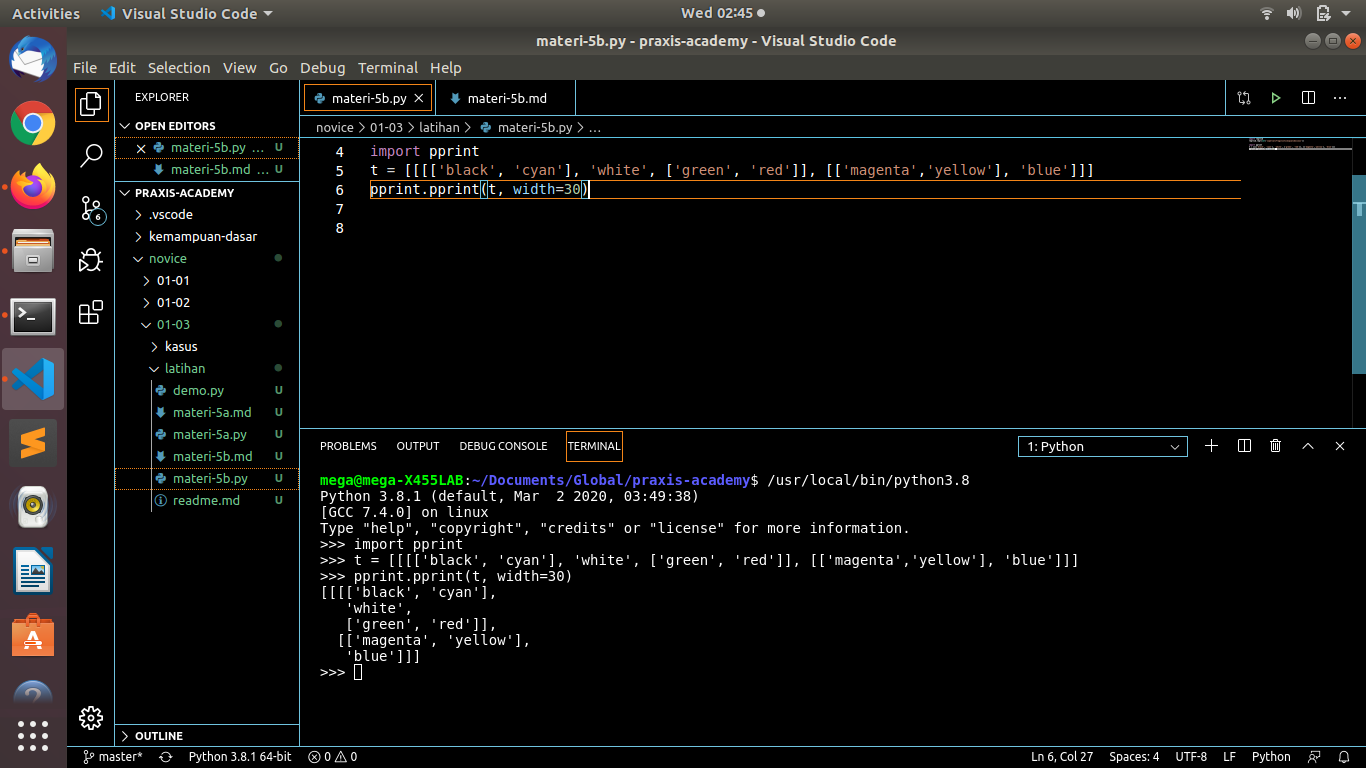 Activities Visual Studio Code Wed 02:45
materi-5b.py - praxis-academy - Visual Studio Code
File Edit Selection View Go Debug Terminal Help
EXPLORER
OPEN EDITORS
materi-5b.py ... U
materi-5b.md ... U
PRAXIS-ACADEMY
.vscode
kemampuan-dasar
novice
01-01
01-02
01-03
kasus
latihan
demo.py U
materi-5a.md U
materi-5a.py U
materi-5b.md U
materi-5b.py U
readme.md U
OUTLINE
6
materi-5b.py materi-5b.md
novice > 01-03 > latihan > materi-5b.py > ...
4 import pprint
5 t = [[[['black', 'cyan'], 'white', ['green', 'red']], [['magenta','yellow'], 'blue']]]
6 pprint.pprint(t, width=30)
7
8
PROBLEMS OUTPUT DEBUG CONSOLE TERMINAL 1: Python
mega@mega-X455LAB:~/Documents/Global/praxis-academy$ /usr/local/bin/python3.8
Python 3.8.1 (default, Mar  2 2020, 03:49:38)
[GCC 7.4.0] on linux
Type "help", "copyright", "credits" or "license" for more information.
>>> import pprint
>>> t = [[[['black', 'cyan'], 'white', ['green', 'red']], [['magenta','yellow'], 'blue']]]
>>> pprint.pprint(t, width=30)
[[[['black', 'cyan'],
   'white',
   ['green', 'red']],
  [['magenta', 'yellow'],
   'blue']]]
>>>
master* Python 3.8.1 64-bit 0 0 Ln 6, Col 27 Spaces: 4 UTF-8 LF Python